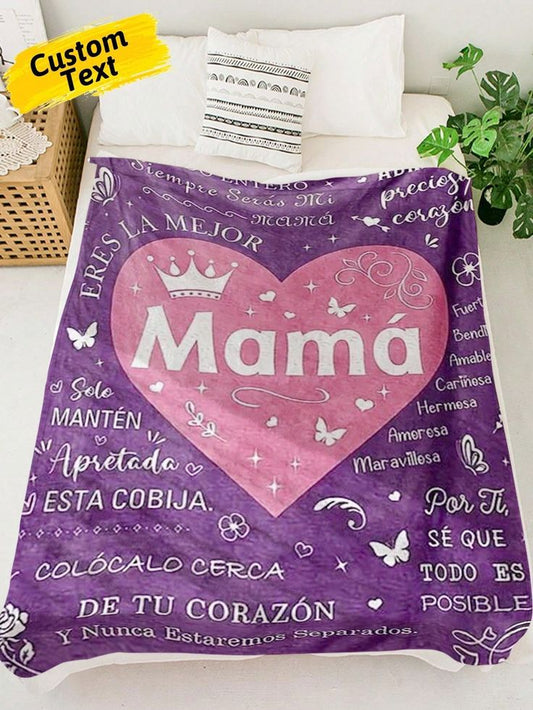 Custom
Text
ENTERO
Siempre Serás Mi
MAMÁ
preciosa
corazón
ERES LA MEJOR
Mamá
Fuert
Bendi
Amable
Cariñosa
Hermosa
Amorosa
Maravillosa
Solo
MANTÉN
Apretada
ESTA COBIJA.
COLÓCALO CERCA
DE TU CORAZÓN
Y Nunca Estaremos Separados.
Por Ti,
SÉ QUE
TODO ES
POSIBLE